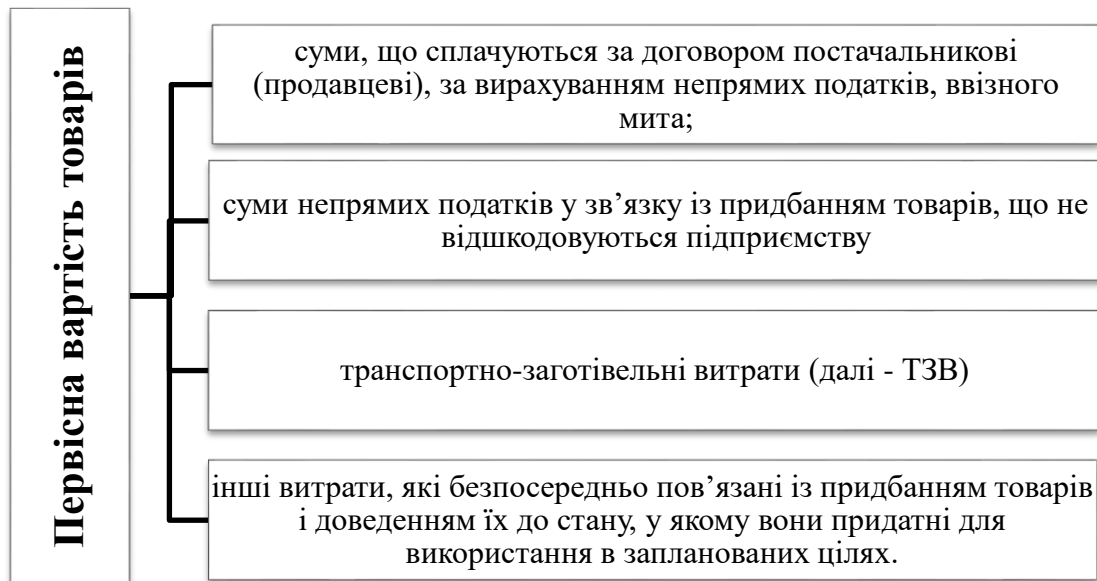 Первісна вартість товарів
суми, що сплачуються за договором постачальникові
(продавцеві), за вирахуванням непрямих податків, ввізного
мита;
суми непрямих податків у зв’язку із придбанням товарів, що не
відшкодовуються підприємству
транспортно-заготівельні витрати (далі - ТЗВ)
інші витрати, які безпосередньо пов’язані із придбанням товарів
і доведенням їх до стану, у якому вони придатні для
використання в запланованих цілях.